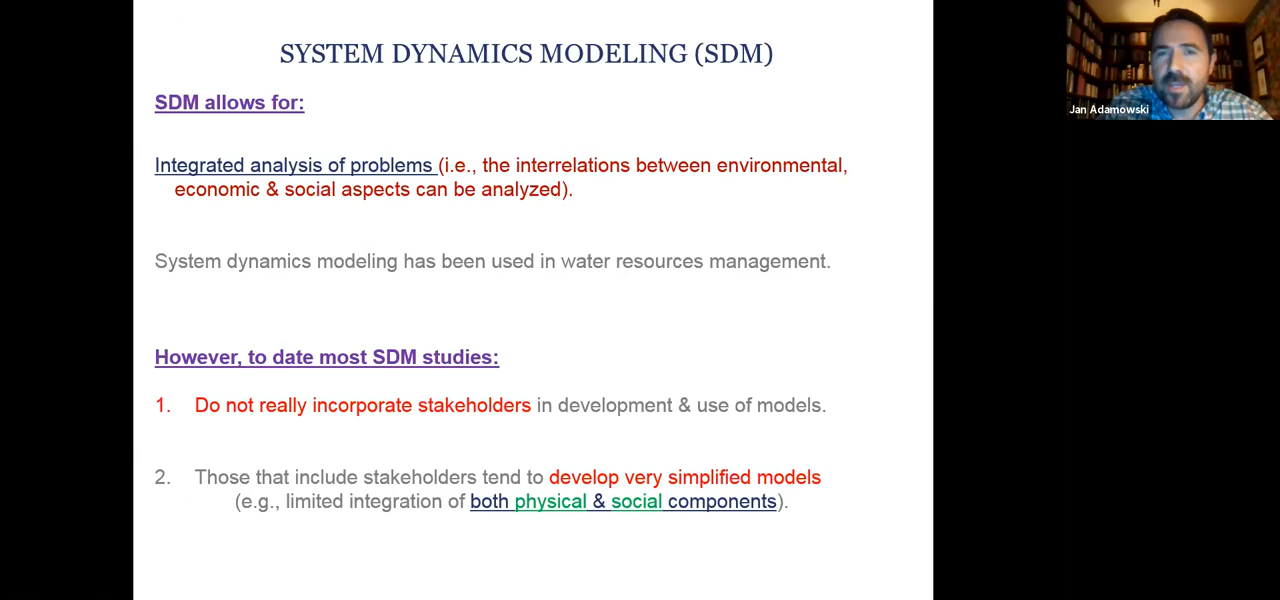 SYSTEM DYNAMICS MODELING (SDM)
SDM allows for:
Integrated analysis of problems (i.e., the interrelations between environmental,
economic & social aspects can be analyzed).
System dynamics modeling has been used in water resources management.
However, to date most SDM studies:
1. Do not really incorporate stakeholders in development & use of models.
2. Those that include stakeholders tend to develop very simplified models
(e.g., limited integration of both physical & social components).
Jan Adamowski